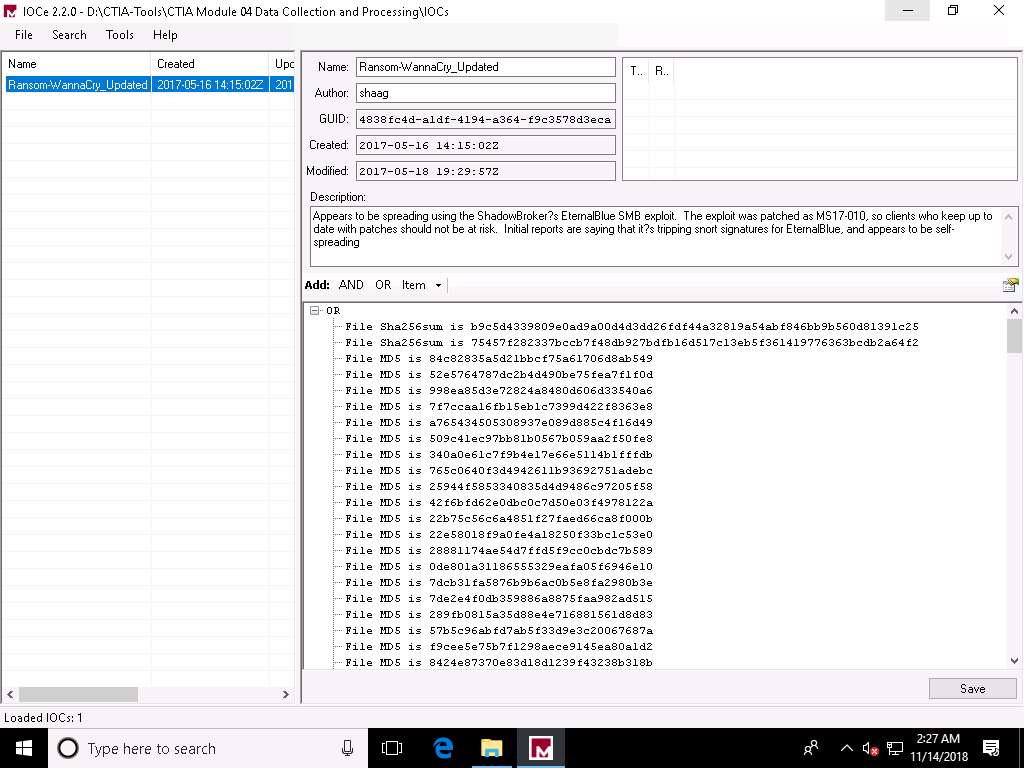 IOCe 2.2.0 - D:\CTIA-Tools\CTIA Module 04 Data Collection and Processing\IOCs
File Search Tools Help
Name Created Upd
Ransom-WannaCry_Updated 2017-05-16 14:15:02Z 201
Name: Ransom-WannaCry_Updated
Author: shaag
GUID: 4838fc4d-a1df-4194-a364-f9c3578d3eca
Created: 2017-05-16 14:15:02Z
Modified: 2017-05-18 19:29:57Z
T.. R..
Description:
Appears to be spreading using the ShadowBroker?s EternalBlue SMB exploit. The exploit was patched as MS17-010, so clients who keep up to
date with patches should not be at risk. Initial reports are saying that it?s tripping snort signatures for EternalBlue, and appears to be self-
spreading
Add: AND OR Item
OR
File Sha256sum is b9c5d4339809e0ad9a00d4d3dd26fdf44a32819a54abf846bb9b560d81391c25
File Sha256sum is 75457f282337bccb7f48db927bdfb16d517c13eb5f361419776363bcdb2a64f2
File MD5 is 84c82835a5d21bbcf75a61706d8ab549
File MD5 is 52e5764787dc2b4d490be75fea7f1f0d
File MD5 is 998ea85d3e72824a8480d606d33540a6
File MD5 is 7f7ccaa16fb15eb1c7399d422f8363e8
File MD5 is a765434505308937e089d885c4f16d49
File MD5 is 509c41ec97bb81b0567b059aa2f50fe8
File MD5 is 340a0e61c7f9b4e17e66e5114b1fffdb
File MD5 is 765c0640f3d4942611b93692751adebc
File MD5 is 25944f5853340835d4d9486c97205f58
File MD5 is 42f6bfd62e0dbc0c7d50e03f4978122a
File MD5 is 22b75c56c6a4851f27faed66ca8f000b
File MD5 is 22e58018f9a0fe4a18250f33bc1c53e0
File MD5 is 28881174ae54d7ffd5f9cc0cbdc7b589
File MD5 is 0de801a31186555329eafa05f6946e10
File MD5 is 7dcb31fa5876b9b6ac0b5e8fa2980b3e
File MD5 is 7de2e4f0db359886a8875faa982ad515
File MD5 is 289fb0815a35d88e4e716881561d8d83
File MD5 is 57b5c96abfd7ab5f33d9e3c20067687a
File MD5 is f9cee5e75b7f1298aece9145ea80a1d2
File MD5 is 8424e87370e83d18d1239f43238b318b
Save
Loaded IOCs: 1
Type here to search
2:27 AM
11/14/2018